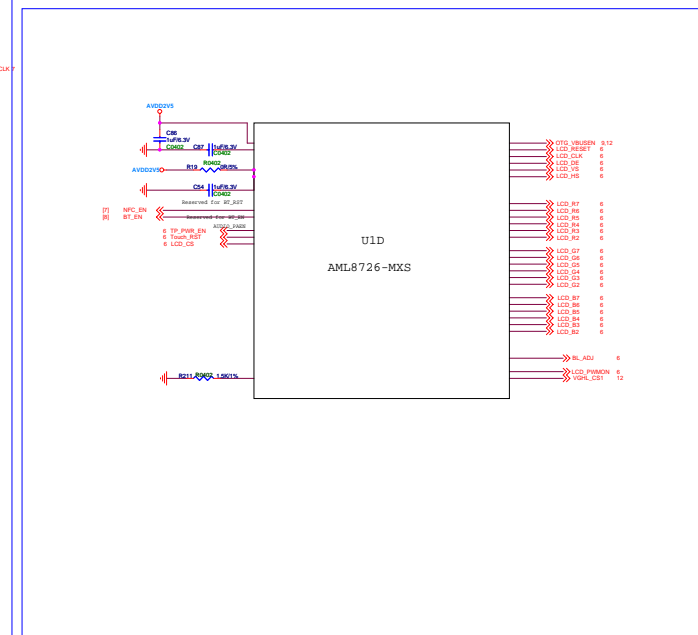 CLK 7
AVDD2V5
C86
1uF/6.3V
C0402
C87 1uF/6.3V
C0402
R0402
AVDD2V5 R19 0R/5%
C54 1uF/6.3V
C0402
Reserved for BT_RST
[7] NFC_EN
[8] BT_EN Reserved for BT_EN
AUDIO_PAEN
6 TP_PWR_EN
6 Touch_RST
6 LCD_CS
R211 R0402 1.5K/1%
U1D
AML8726-MXS
OTG_VBUSEN 9,12
LCD_RESET 6
LCD_CLK 6
LCD_DE 6
LCD_VS 6
LCD_HS 6
LCD_R7 6
LCD_R6 6
LCD_R5 6
LCD_R4 6
LCD_R3 6
LCD_R2 6
LCD_G7 6
LCD_G6 6
LCD_G5 6
LCD_G4 6
LCD_G3 6
LCD_G2 6
LCD_B7 6
LCD_B6 6
LCD_B5 6
LCD_B4 6
LCD_B3 6
LCD_B2 6
BL_ADJ 6
LCD_PWMON 6
VGHL_CS1 12